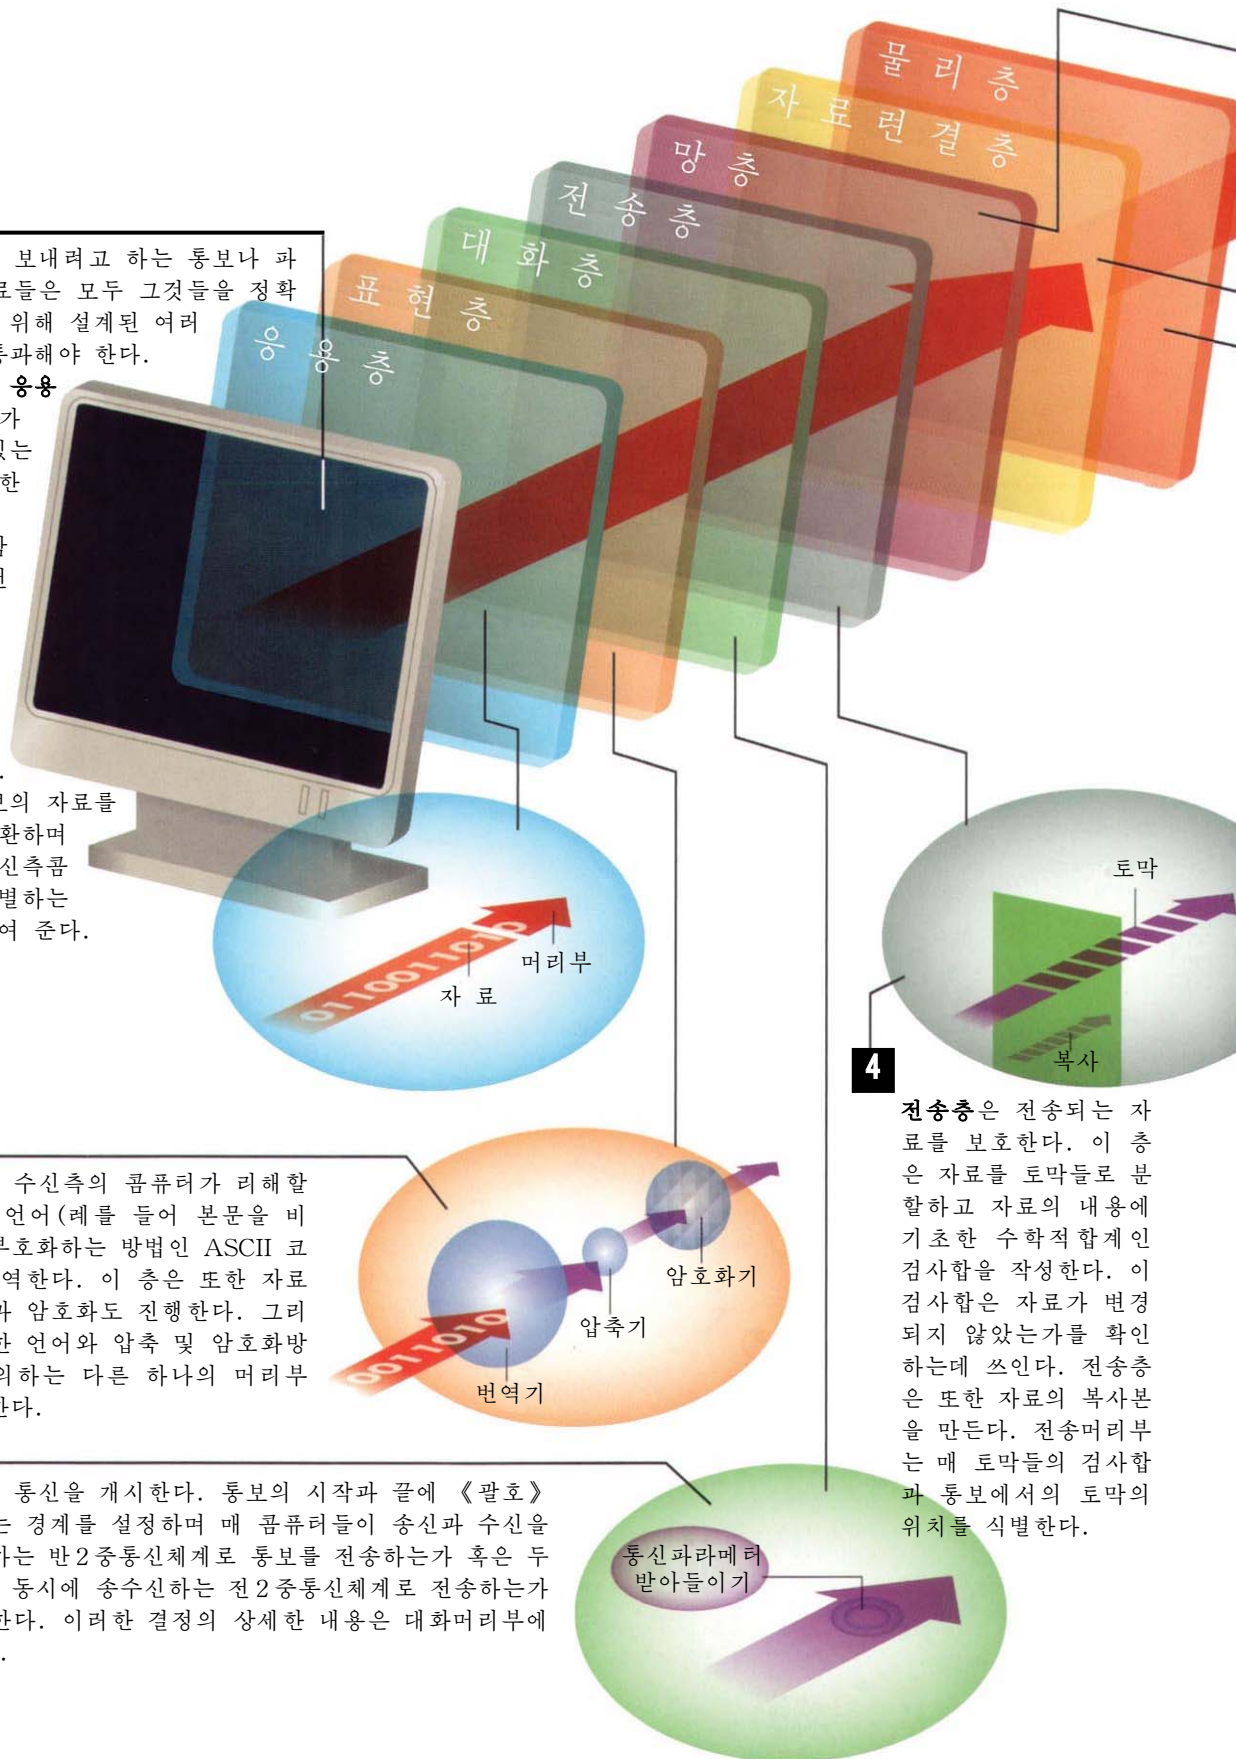 물 리 층
자 료 련 결 층
망 층
전 송 층
대 화 층
표 현 층
응 용 층
보내려고 하는 통보나 파
료들은 모두 그것들을 정확
위해 설계된 여러
통과해야 한다.
응용
가
있는
한
보의 자료를
환하며
신측콤
별하는
여 준다.
0110011010
머리부
자 료
토막
복사
4
전송층은 전송되는 자
료를 보호한다. 이 층
은 자료를 토막들로 분
할하고 자료의 내용에
기초한 수학적합계인
검사합을 작성한다. 이
검사합은 자료가 변경
되지 않았는가를 확인
하는데 쓰인다. 전송층
은 또한 자료의 복사본
을 만든다. 전송머리부
는 매 토막들의 검사합
과 통보에서의 토막의
위치를 식별한다.
수신측의 콤퓨터가 리해할
언어(례를 들어 본문을 비
부호화하는 방법인 ASCII 코
역한다. 이 층은 또한 자료
과 암호화도 진행한다. 그리
한 언어와 압축 및 암호화방
의하는 다른 하나의 머리부
한다.
0011010
번역기
압축기
암호화기
통신을 개시한다. 통보의 시작과 끝에 《팔호》
는 경계를 설정하며 매 콤퓨터들이 송신과 수신을
하는 반2중통신체계로 통보를 전송하는가 혹은 두
동시에 송수신하는 전2중통신체계로 전송하는가
한다. 이러한 결정의 상세한 내용은 대화머리부에
통신파라메터
받아들이기